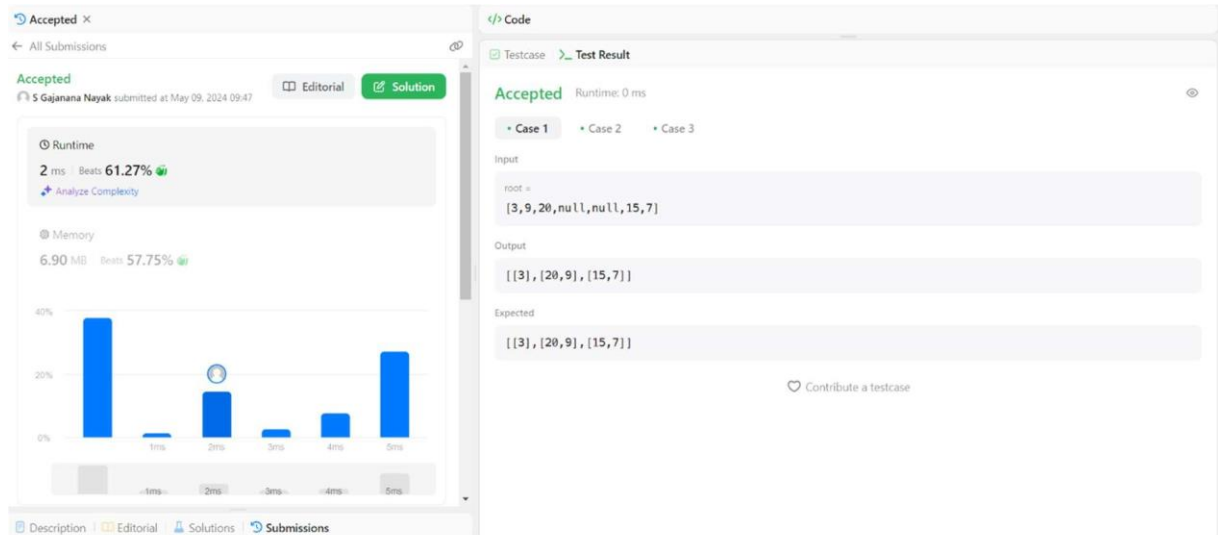 Accepted ×
← All Submissions
Accepted
S Gajanana Nayak submitted at May 09, 2024 09:47
Editorial
Solution
Runtime
2 ms | Beats 61.27%
Analyze Complexity
Memory
6.90 MB Beats 57.75%
40%
20%
0%
1ms 2ms 3ms 4ms 5ms
1ms 2ms 3ms 4ms 5ms
Description | Editorial | Solutions | Submissions
</> Code
Testcase >_ Test Result
Accepted Runtime: 0 ms
• Case 1 • Case 2 • Case 3
Input
root =
[3,9,20,null,null,15,7]
Output
[[3],[20,9],[15,7]]
Expected
[[3],[20,9],[15,7]]
Contribute a testcase